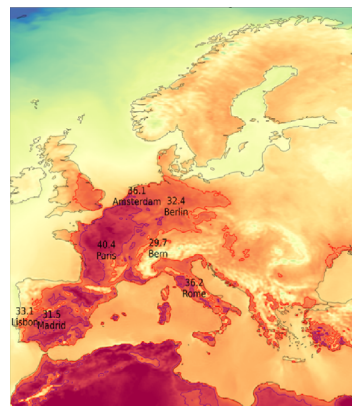 36.1
Amsterdam
32.4
Berlin
40.4
Paris
29.7
Bern
36.2
Rome
33.1
Lisbon
31.5
Madrid